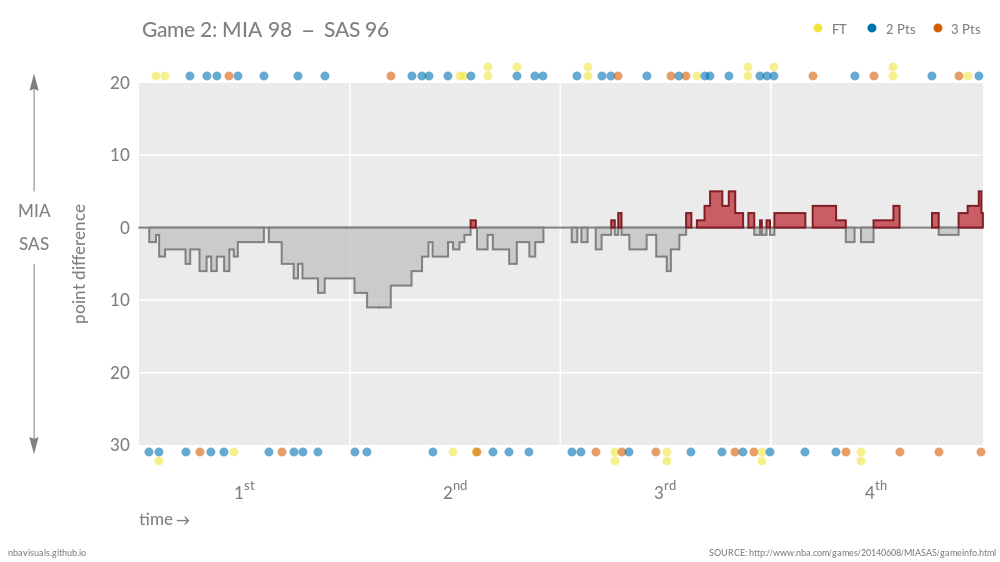 Game 2: MIA 98 – SAS 96
FT 2 Pts 3 Pts
20
10
0
10
20
30
MIA
SAS
point difference
1st 2nd 3rd 4th
time→
nbavisuals.github.io
SOURCE: http://www.nba.com/games/20140608/MIASAS/gameinfo.html